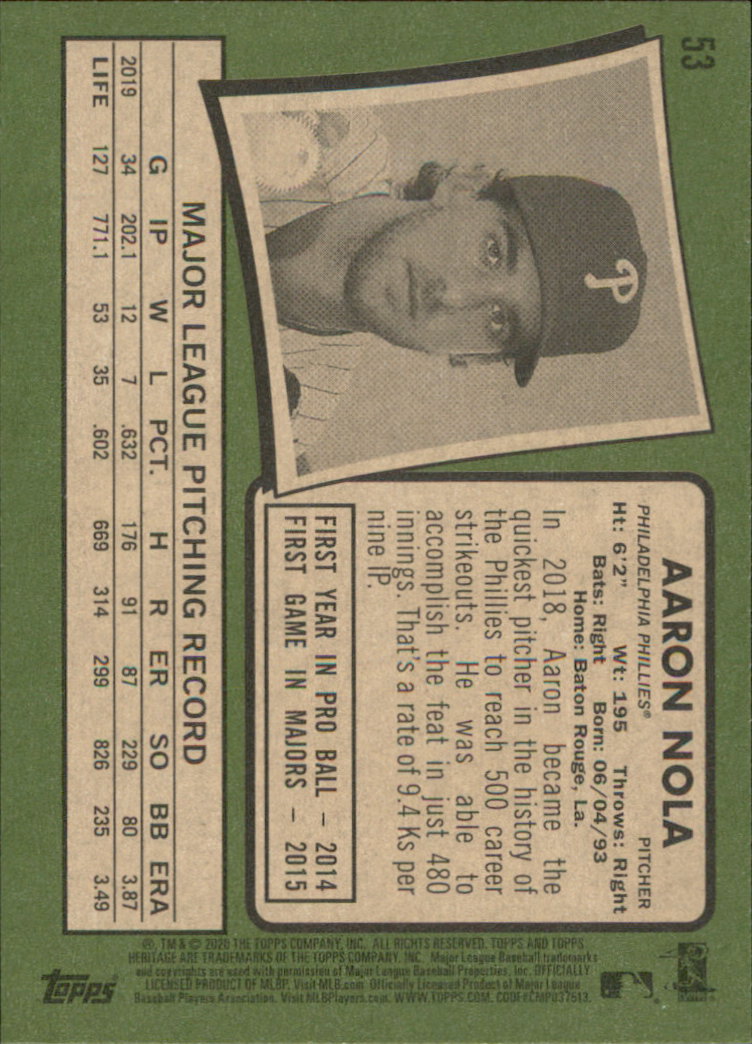 53
P
AARON NOLA
PHILADELPHIA PHILLIES® PITCHER
Ht: 6'2" Wt: 195 Throws: Right
Bats: Right Born: 06/04/93
Home: Baton Rouge, La.
In 2018, Aaron became the
quickest pitcher in the history of
the Phillies to reach 500 career
strikeouts. He was able to
accomplish the feat in just 480
innings. That's a rate of 9.4 Ks per
nine IP.
FIRST YEAR IN PRO BALL – 2014
FIRST GAME IN MAJORS – 2015
MAJOR LEAGUE PITCHING RECORD
G IP W L PCT. H R ER SO BB ERA
2019 34 202.1 12 7 .632 176 91 87 229 80 3.87
LIFE 127 771.1 53 35 .602 669 314 299 826 235 3.49
®, TM & © 2020 THE TOPPS COMPANY, INC. ALL RIGHTS RESERVED. TOPPS AND TOPPS
HERITAGE ARE TRADEMARKS OF THE TOPPS COMPANY, INC. Major League Baseball trademarks
and copyrights are used with permission of Major League Baseball Properties, Inc. OFFICIALLY
LICENSED PRODUCT OF MLBP. Visit MLB.com Officially Licensed Product of Major League
Baseball Players Association. Visit MLBPlayers.com. WWW.TOPPS.COM. CODE#CMP037613.
topps